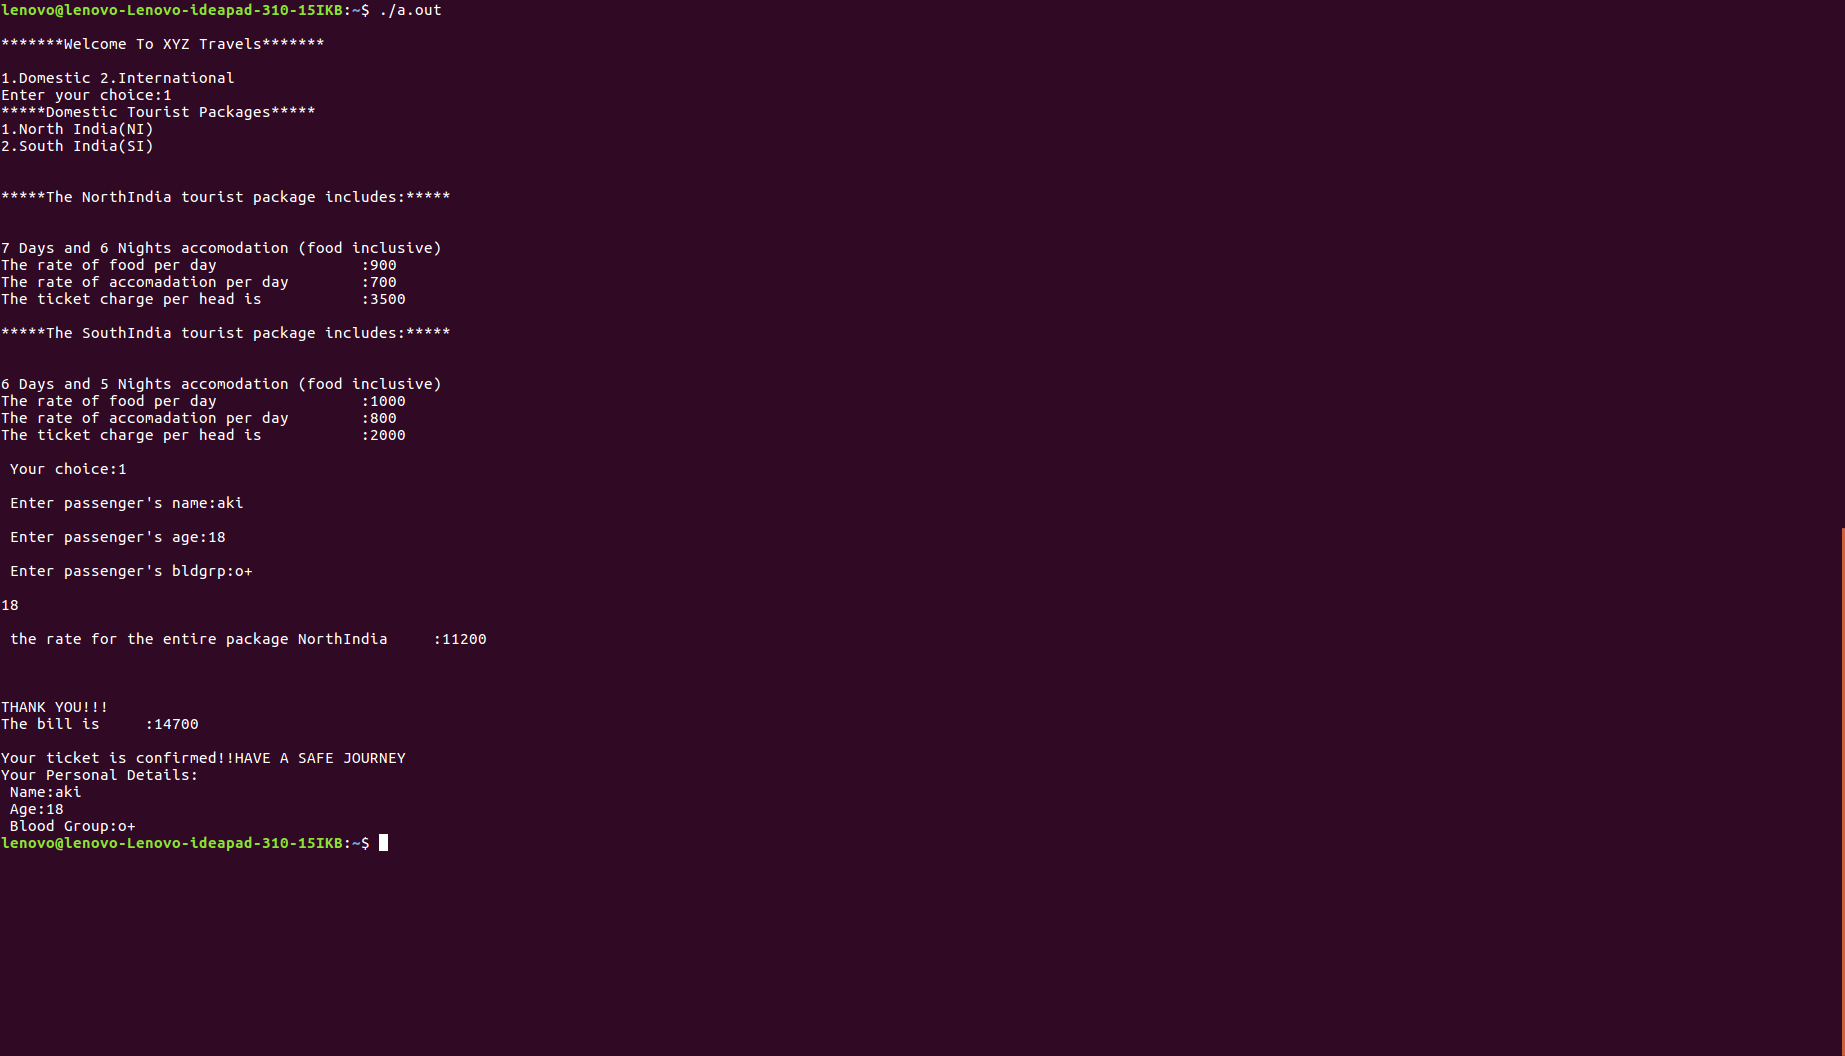 lenovo@lenovo-Lenovo-ideapad-310-15IKB:~$ ./a.out
*******Welcome To XYZ Travels*******
1.Domestic 2.International
Enter your choice:1
*****Domestic Tourist Packages*****
1.North India(NI)
2.South India(SI)
*****The NorthIndia tourist package includes:*****
7 Days and 6 Nights accomodation (food inclusive)
The rate of food per day                :900
The rate of accomadation per day        :700
The ticket charge per head is           :3500
*****The SouthIndia tourist package includes:*****
6 Days and 5 Nights accomodation (food inclusive)
The rate of food per day                :1000
The rate of accomadation per day        :800
The ticket charge per head is           :2000
Your choice:1
Enter passenger's name:aki
Enter passenger's age:18
Enter passenger's bldgrp:o+
18
the rate for the entire package NorthIndia     :11200
THANK YOU!!!
The bill is     :14700
Your ticket is confirmed!!HAVE A SAFE JOURNEY
Your Personal Details:
Name:aki
Age:18
Blood Group:o+
lenovo@lenovo-Lenovo-ideapad-310-15IKB:~$